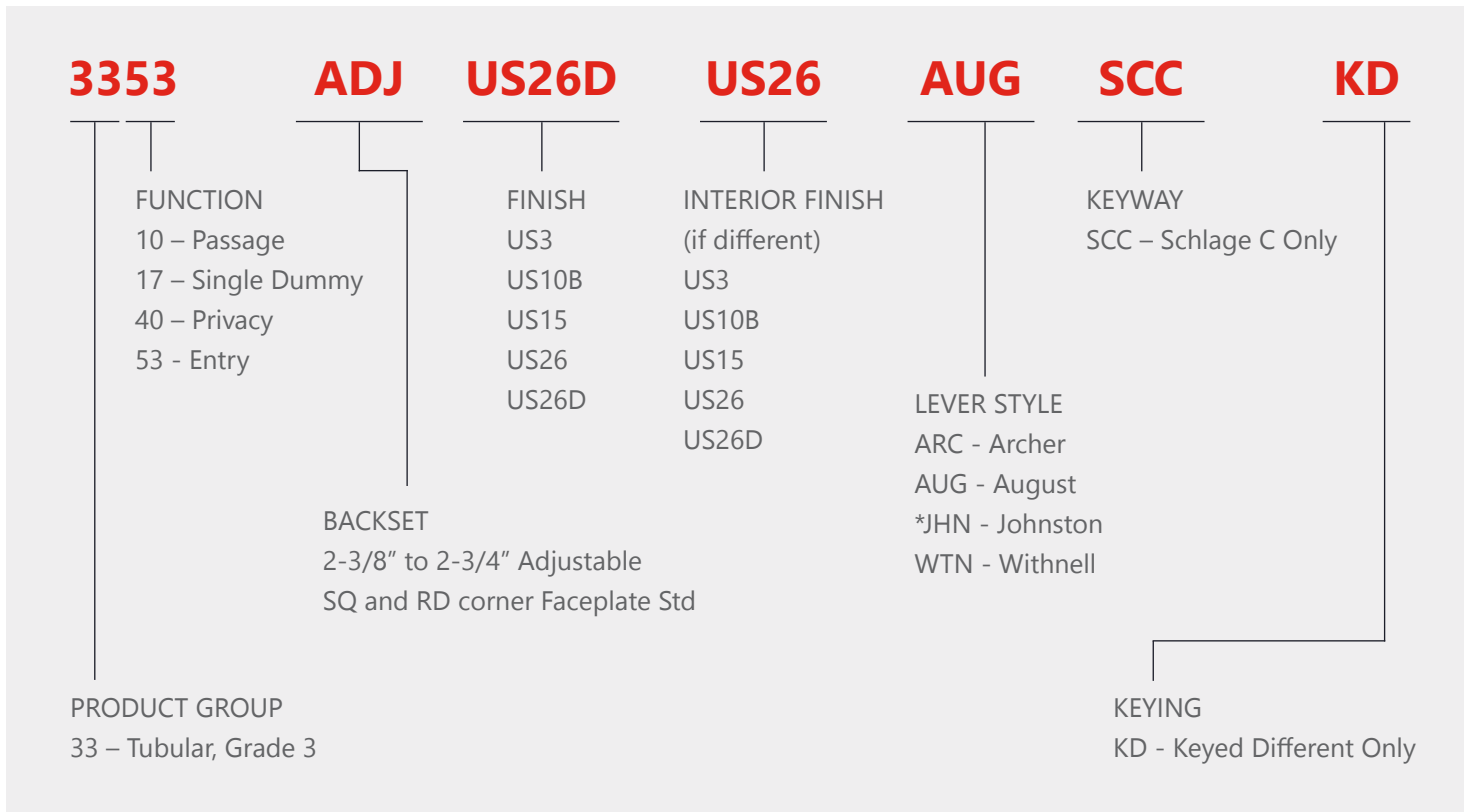 3353 ADJ US26D US26 AUG SCC KD
FUNCTION
10 – Passage
17 – Single Dummy
40 – Privacy
53 - Entry
FINISH
US3
US10B
US15
US26
US26D
INTERIOR FINISH
(if different)
US3
US10B
US15
US26
US26D
KEYWAY
SCC – Schlage C Only
LEVER STYLE
ARC - Archer
AUG - August
*JHN - Johnston
WTN - Withnell
BACKSET
2-3/8” to 2-3/4” Adjustable
SQ and RD corner Faceplate Std
PRODUCT GROUP
33 – Tubular, Grade 3
KEYING
KD - Keyed Different Only